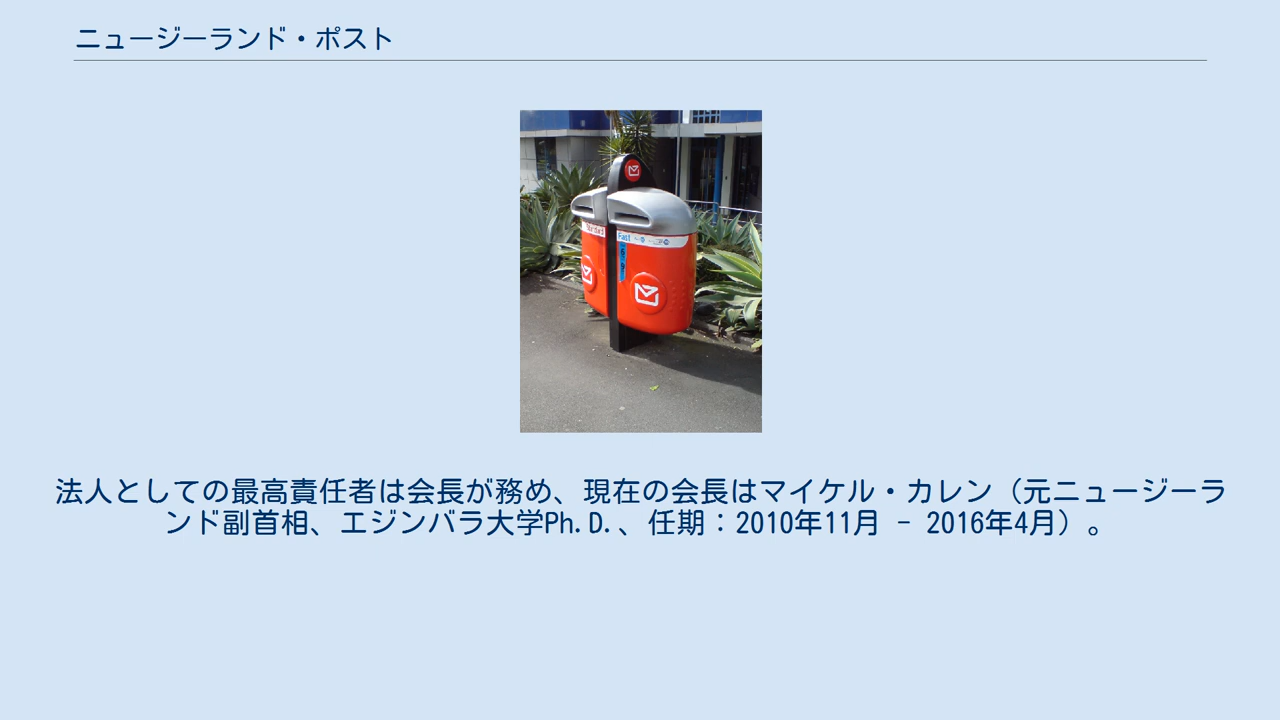 ニュージーランド・ポスト
Fast
法人としての最高責任者は会長が務め、現在の会長はマイケル・カレン（元ニュージーラ
ンド副首相、エジンバラ大学Ph.D.、任期：2010年11月 - 2016年4月）。